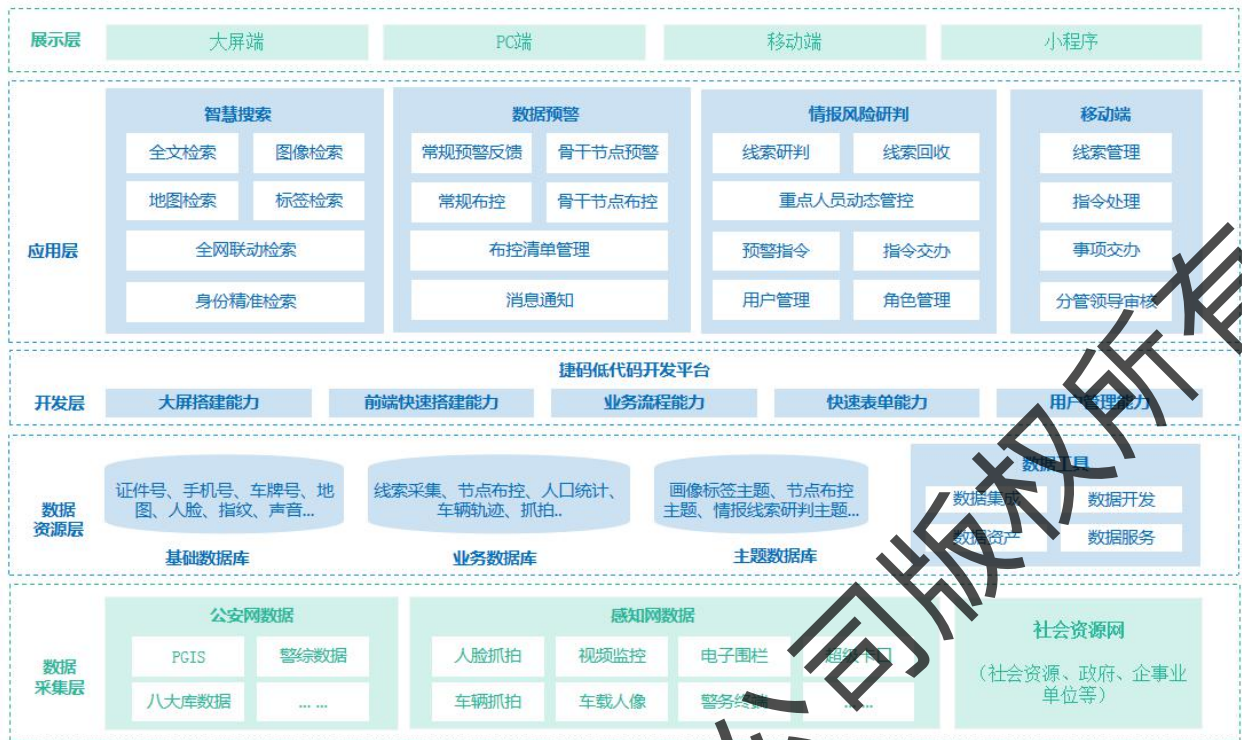 展示层
大屏端
PC端
移动端
小程序
应用层
智慧搜索
全文检索 图像检索
地图检索 标签检索
全网联动检索
身份精准检索
数据预警
常规预警反馈 骨干节点预警
常规布控 骨干节点布控
布控清单管理
消息通知
情报风险研判
线索研判 线索回收
重点人员动态管控
预警指令 指令交办
用户管理 角色管理
移动端
线索管理
指令处理
事项交办
分管领导审核
开发层
捷码低代码开发平台
大屏搭建能力 前端快速搭建能力 业务流程能力 快速表单能力 用户管理能力
数据
资源层
证件号、手机号、车牌号、地
图、人脸、指纹、声音...
基础数据库
线索采集、节点布控、人口统计、
车辆轨迹、抓拍..
业务数据库
画像标签主题、节点布控
主题、情报线索研判主题...
主题数据库
数据工具
数据集成 数据开发
数据资产 数据服务
数据
采集层
公安网数据
PGIS 警综数据
八大库数据 ... ...
感知网数据
人脸抓拍 视频监控 电子围栏 超级卡口
车辆抓拍 车载人像 警务终端 ... ...
社会资源网
（社会资源、政府、企事业
单位等）
公司版权所有